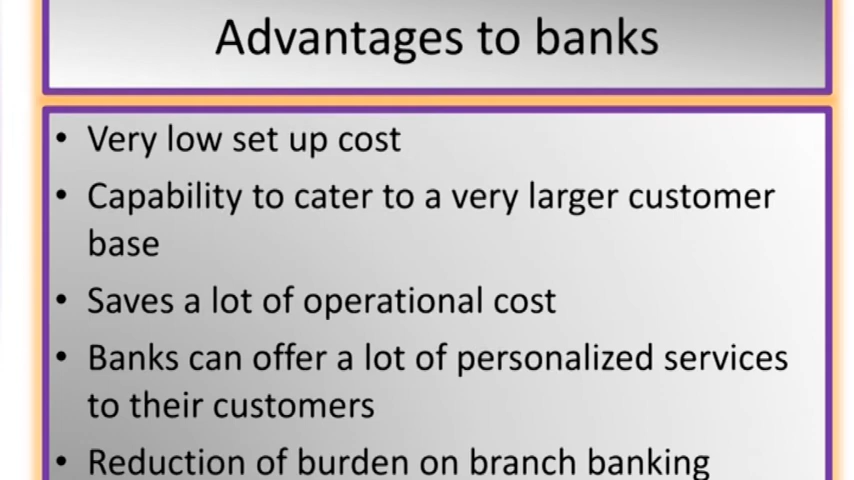 Advantages to banks
• Very low set up cost
• Capability to cater to a very larger customer
base
• Saves a lot of operational cost
• Banks can offer a lot of personalized services
to their customers
• Reduction of burden on branch banking